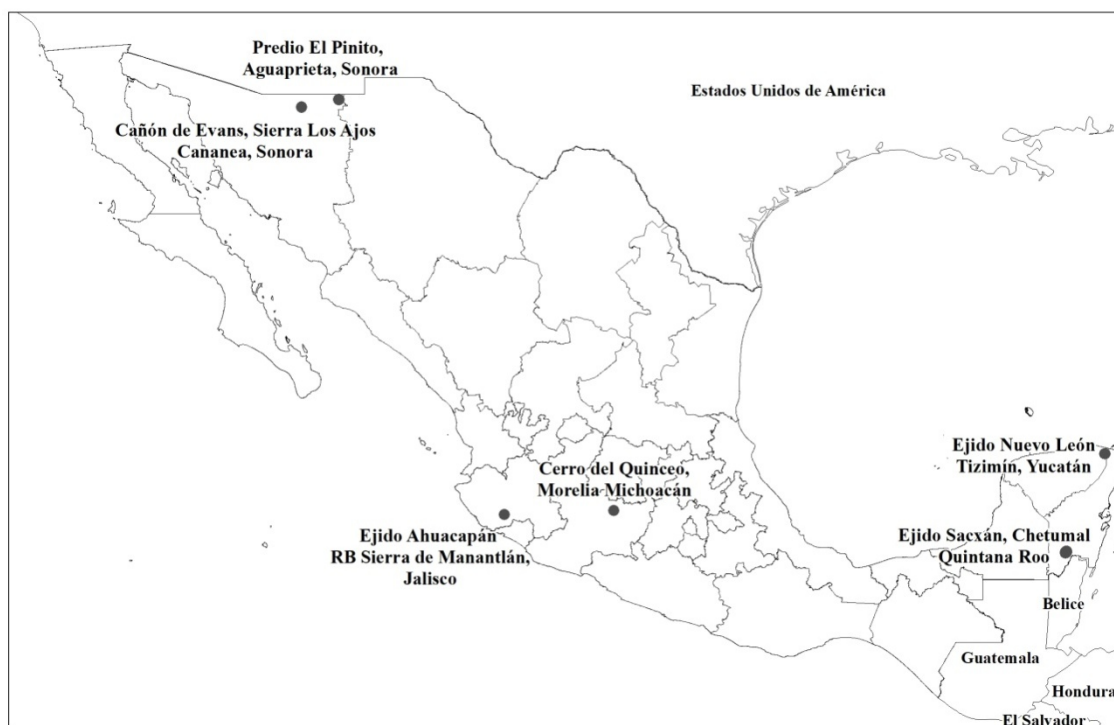 Predio El Pinito,
Aguaprieta, Sonora
Estados Unidos de América
Cañón de Evans, Sierra Los Ajos
Cananea, Sonora
Ejido Nuevo León
Tizimín, Yucatán
Cerro del Quinceo,
Morelia Michoacán
Ejido Ahuacapán
RB Sierra de Manantlán,
Jalisco
Ejido Sacxán, Chetumal
Quintana Roo
Belice
Guatemala
Hondura
El Salvador